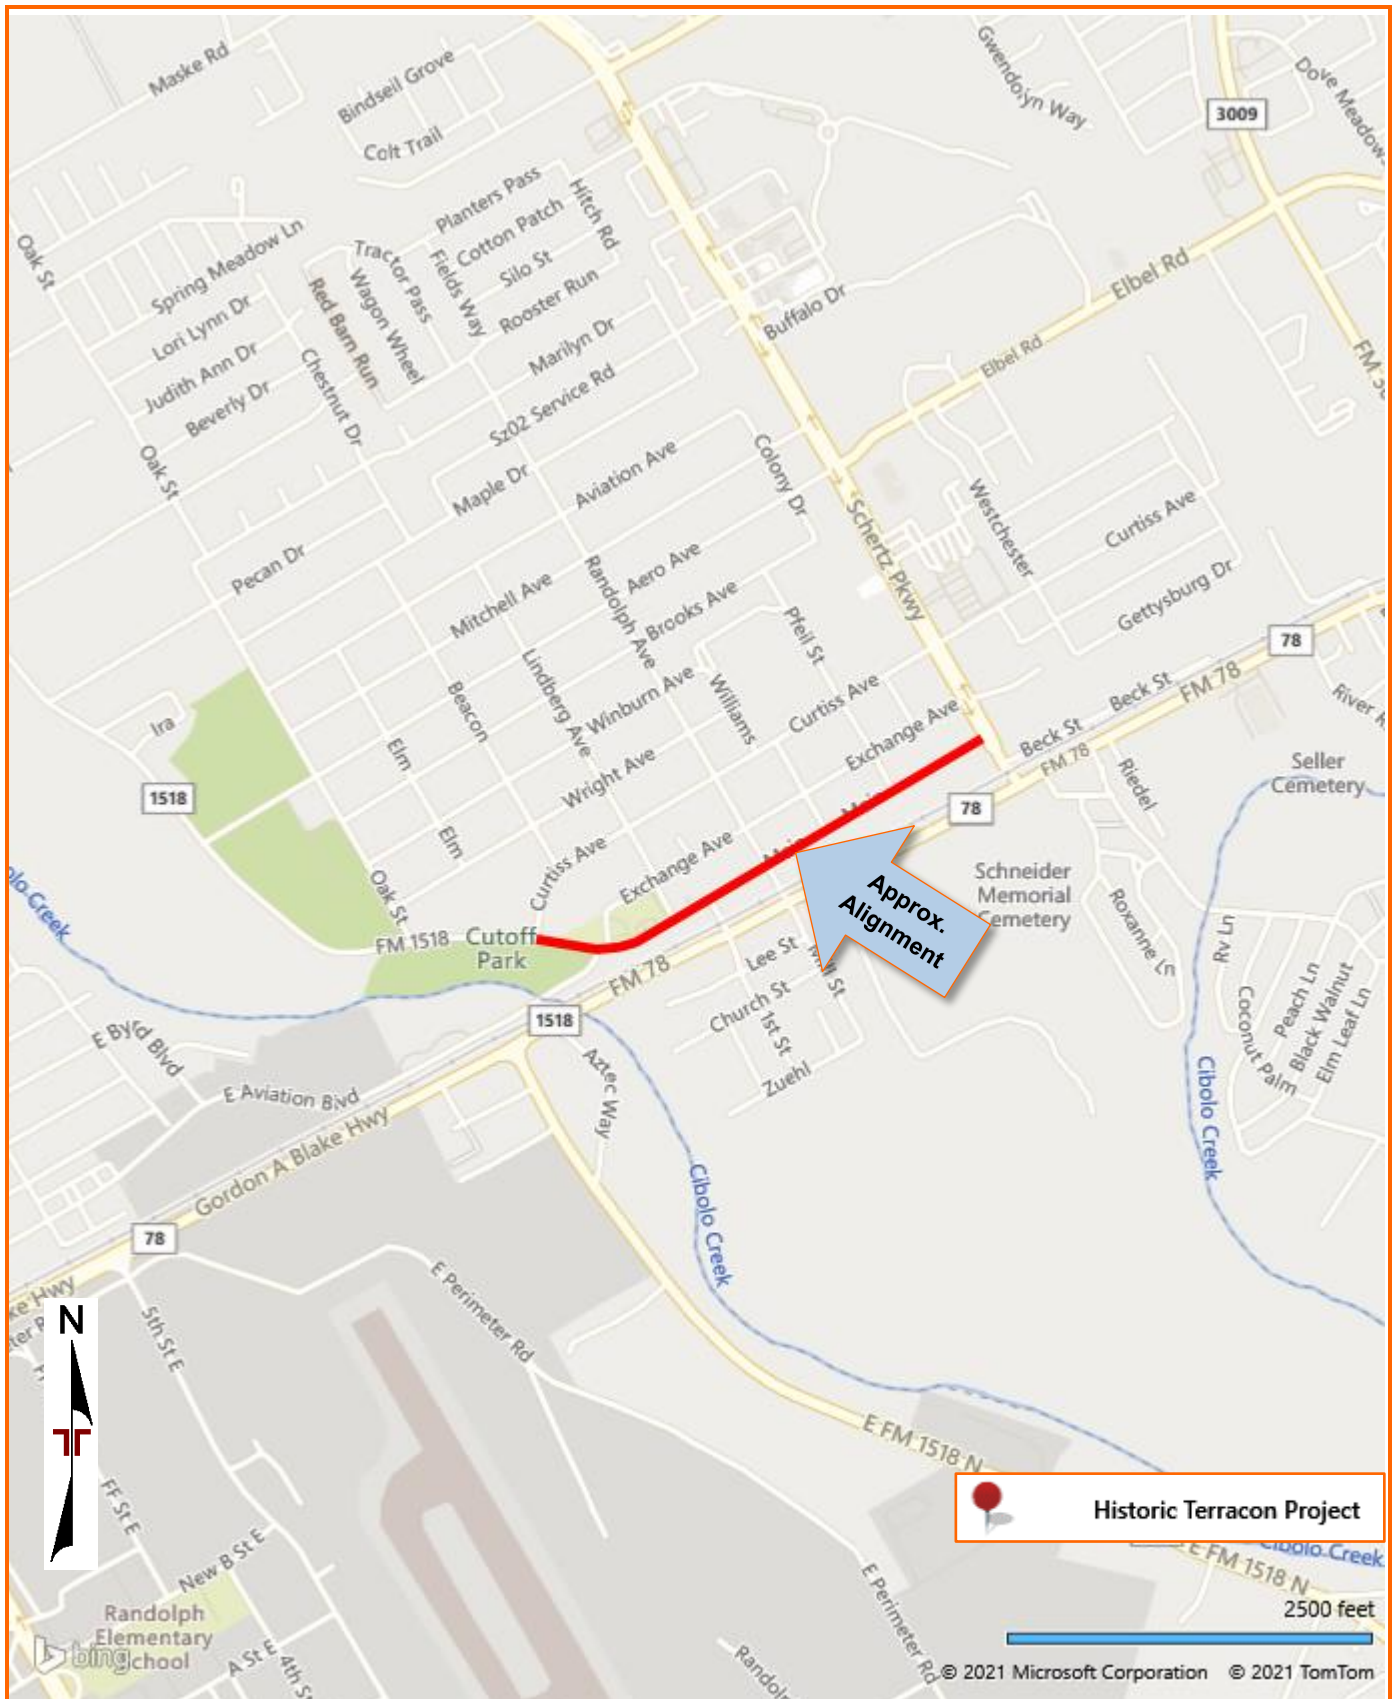 Maske Rd
Bindseil Grove
Colt Trail
Gwendolyn Way
3009
Dove Meadow
Planters Pass
Hitch Rd
Cotton Patch
Silo St
Fields Way
Rooster Run
Tractor Pass
Wagon Wheel
Red Barn Run
Oak St
Spring Meadow Ln
Lori Lynn Dr
Judith Ann Dr
Beverly Dr
Chestnut Dr
Marilyn Dr
Sz02 Service Rd
Buffalo Dr
Elbel Rd
Elbel Rd
Oak St
Maple Dr
Aviation Ave
Colony Dr
Schertz Pkwy
Westchester
Curtiss Ave
Gettysburg Dr
Pecan Dr
Mitchell Ave
Randolph Ave
Aero Ave
Brooks Ave
Pfeil St
78
FM 78
Beck St
Beck St
FM 78
Lindberg Ave
Beacon
Winburn Ave
Williams
Curtiss Ave
Exchange Ave
Ira
1518
Elm
Elm
Wright Ave
Curtiss Ave
Exchange Ave
Riedel
Seller
Cemetery
78
Schneider
Memorial
Cemetery
Approx.
Alignment
Oak St
FM 1518
Cutoff
Park
FM 78
Lee St
Church St
1st St
Zuehl
Roxanne Ln
Rv Ln
Coconut Palm
Peach Ln
Black Walnut
Elm Leaf Ln
1518
Aztec Way
E Byrd Blvd
E Aviation Blvd
Gordon A Blake Hwy
78
Cibolo Creek
Cibolo Creek
E Perimeter Rd
5th St E
N
FF St E
New B St E
Randolph
Elementary
School
A St E
bing
E FM 1518 N
Historic Terracon Project
Cibolo Creek
E FM 1518 N
E Perimeter Rd
2500 feet
© 2021 Microsoft Corporation © 2021 TomTom